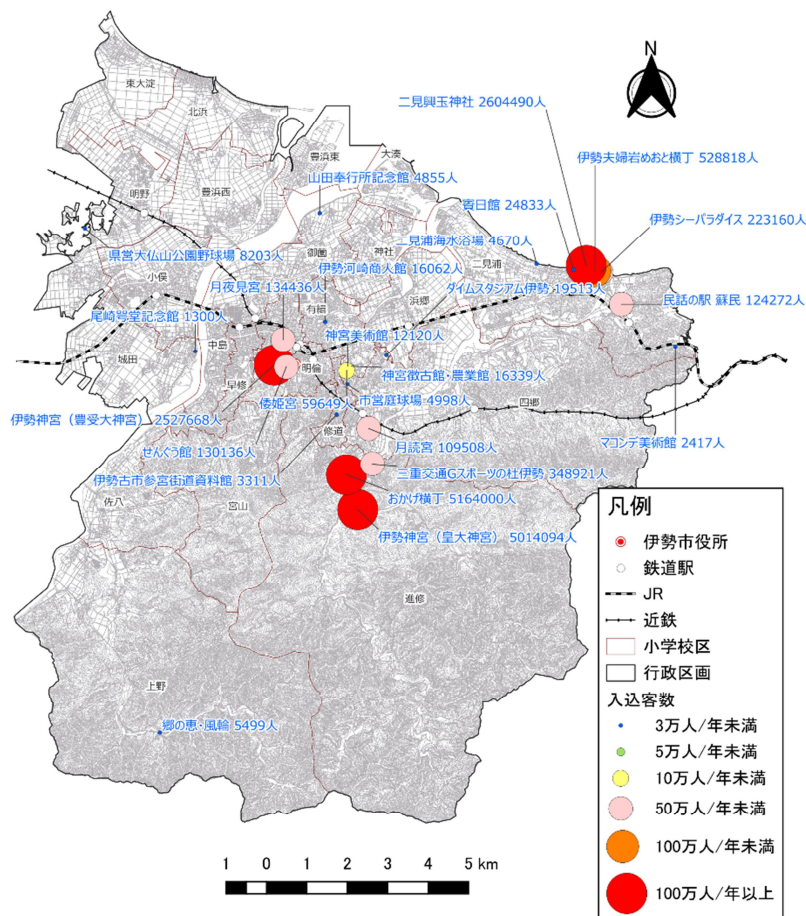 N
東大淀
北浜
豊浜東
大湊
二見興玉神社 2604490人
伊勢夫婦岩めおと横丁 528818人
山田奉行所記念館 4855人
明野
豊浜西
賓日館 24833人
伊勢シーパラダイス 223160人
御薗
神社
二見浦海水浴場 4670人
二見浦
県営大仏山公園野球場 8203人
伊勢河崎商人館 16062人
小俣
月夜見宮 134436人
有緝
浜郷
タイムスタジアム伊勢 19513人
民話の駅 蘇民 124272人
尾崎咢堂記念館 1300人
中島
神宮美術館 12120人
城田
早修
明倫
神宮徴古館・農業館 16339人
倭姫宮 59649人
市営庭球場 4998人
四郷
伊勢神宮（豊受大神宮） 2527668人
修道
せんぐう館 130136人
月読宮 109508人
マコンデ美術館 2417人
伊勢古市参宮街道資料館 3311人
三重交通Gスポーツの杜伊勢 348921人
佐八
宮山
おかげ横丁 5164000人
伊勢神宮（皇大神宮） 5014094人
進修
上野
郷の恵・風輪 5499人
凡例
伊勢市役所
鉄道駅
JR
近鉄
小学校区
行政区画
入込客数
3万人/年未満
5万人/年未満
10万人/年未満
50万人/年未満
100万人/年未満
100万人/年以上
1 0 1 2 3 4 5 km